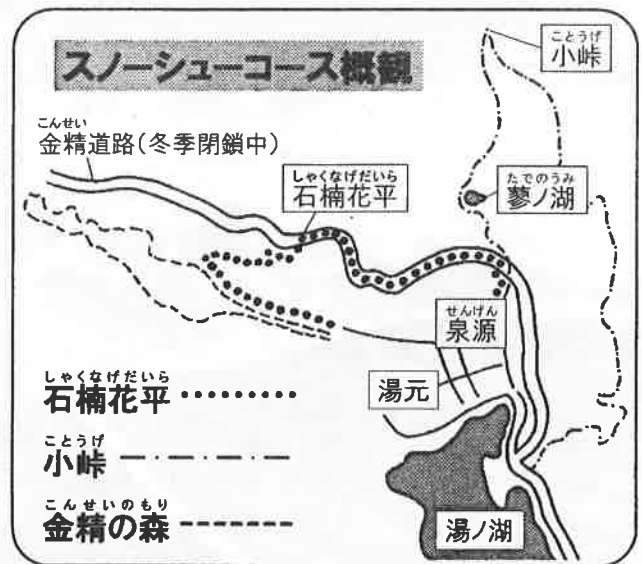 スノーシューコース概観
ことうげ
小峠
こんせい
金精道路(冬季閉鎖中)
しゃくなげだいら
石楠花平
たでのうみ
蓼ノ湖
せんげん
泉源
湯元
しゃくなげだいら
石楠花平
ことうげ
小峠
こんせいのもり
金精の森
湯ノ湖